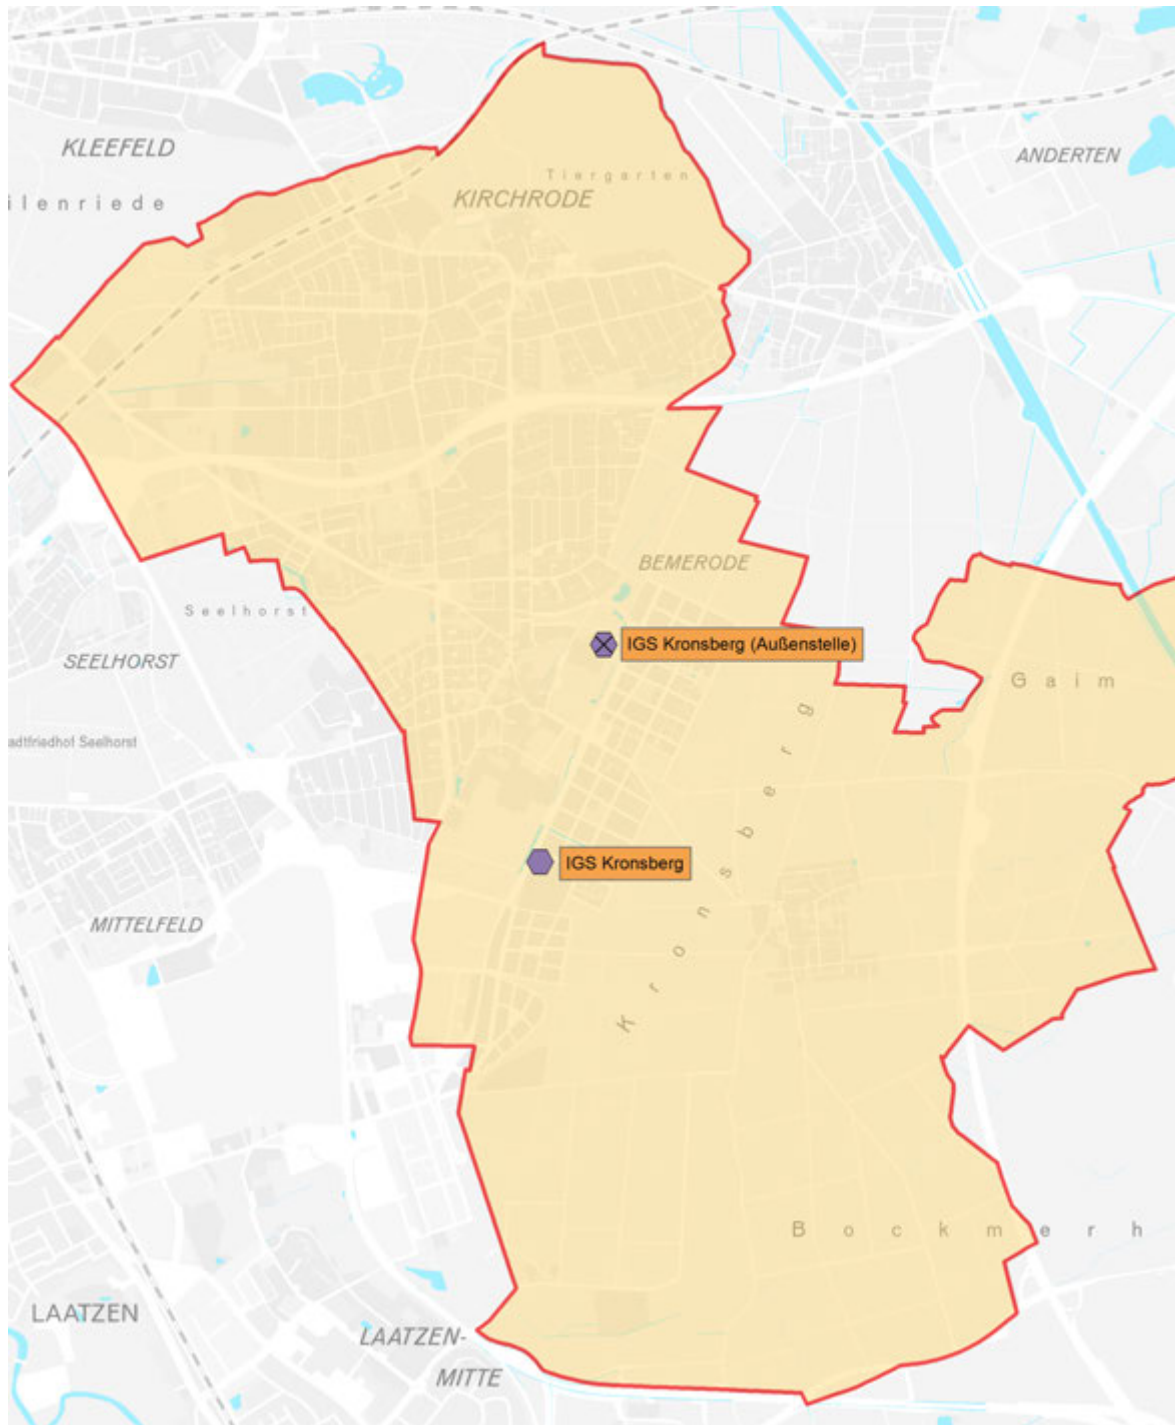 KLEEFELD
ilenriede
ANDERTEN
Tiergarten
KIRCHRODE
BEMERODE
Seelhorst
IGS Kronsberg (Außenstelle)
SEELHORST
Gaim
adtfriedhof Seelhorst
Kronsberg
IGS Kronsberg
MITTELFELD
Bockmerh
LAATZEN
LAATZEN-
MITTE